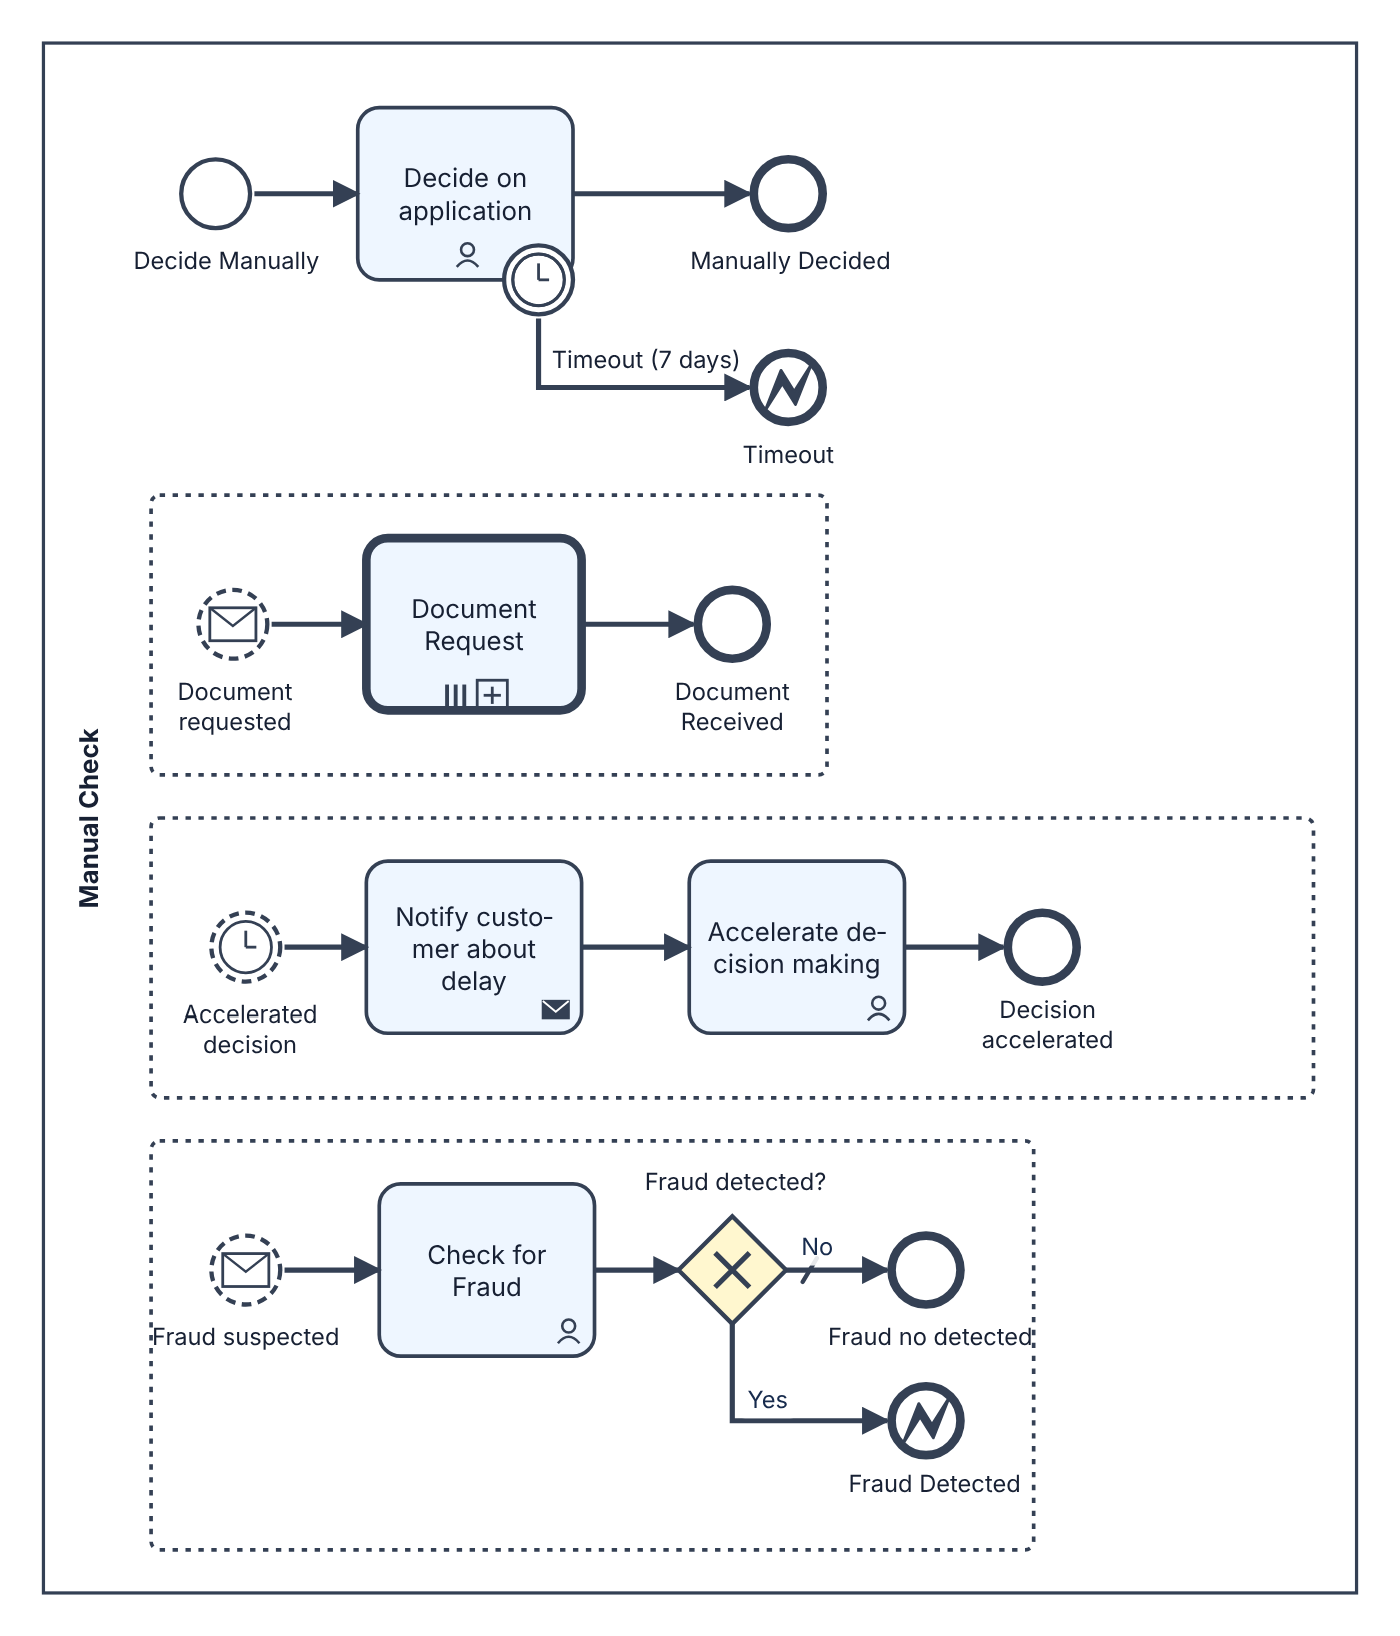 Decide on
application
Decide Manually
Manually Decided
Timeout (7 days)
Timeout
Document
Request
Document
requested
Document
Received
Manual Check
Notify custo-
mer about
delay
Accelerate de-
cision making
Accelerated
decision
Decision
accelerated
Fraud detected?
No
Check for
Fraud
Fraud suspected
Fraud no detected
Yes
Fraud Detected